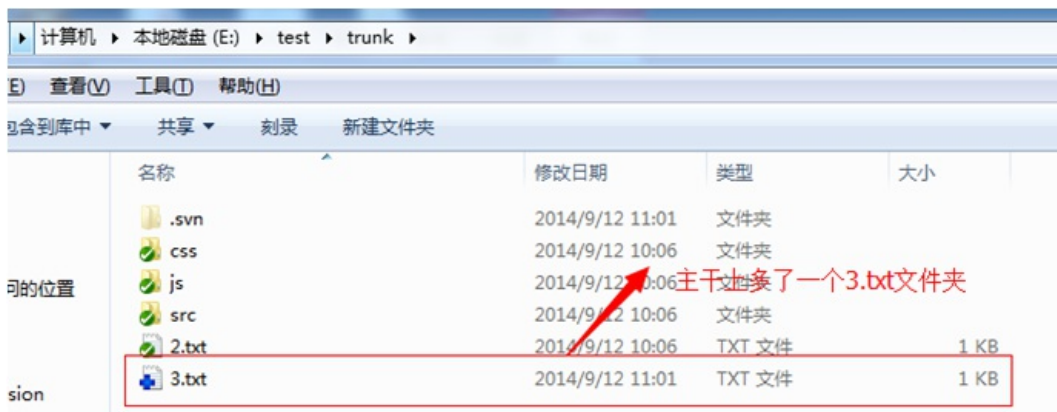 计算机 ▸ 本地磁盘 (E:) ▸ test ▸ trunk ▸
E) 查看(V) 工具(T) 帮助(H)
包含到库中 共享 刻录 新建文件夹
名称 修改日期 类型 大小
.svn 2014/9/12 11:01 文件夹
css 2014/9/12 10:06 文件夹
js 2014/9/12 10:06 文件夹
主干上多了一个3.txt文件夹
问的位置
src 2014/9/12 10:06 文件夹
2.txt 2014/9/12 10:06 TXT 文件 1 KB
3.txt 2014/9/12 11:01 TXT 文件 1 KB
sion